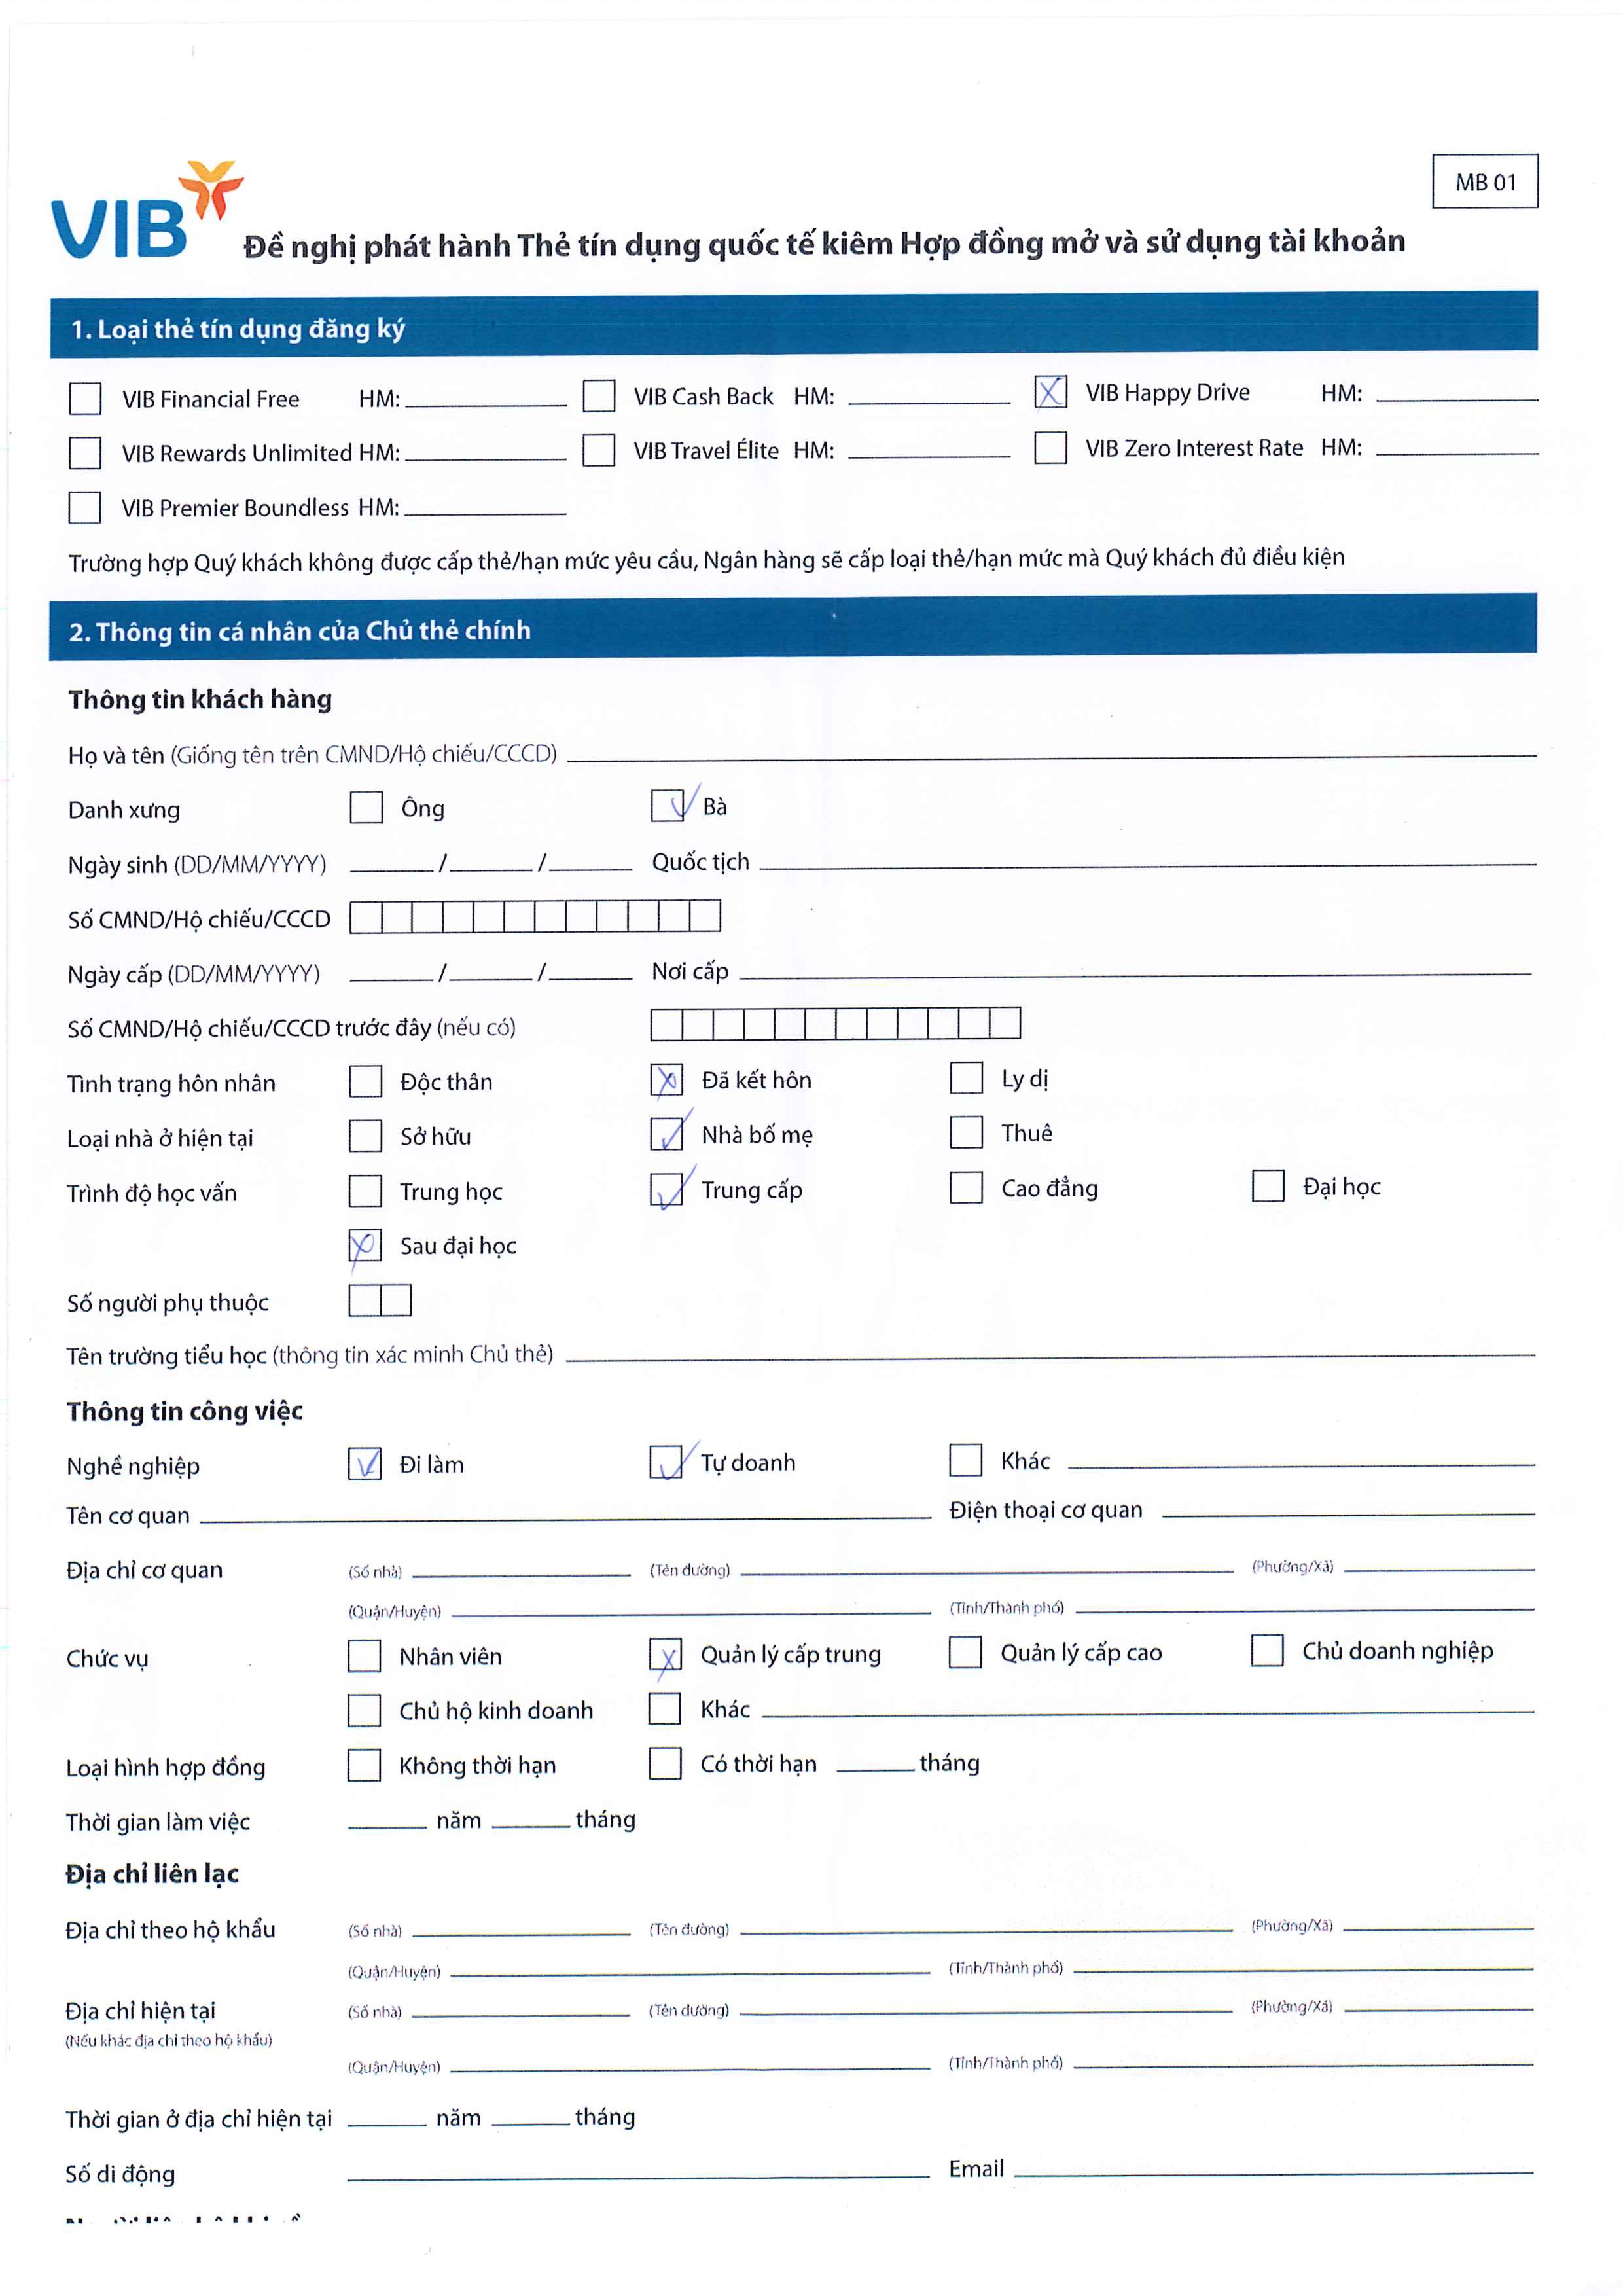 MB 01
VIB
Đề nghị phát hành Thẻ tín dụng quốc tế kiêm Hợp đồng mở và sử dụng tài khoản
1. Loại thẻ tín dụng đăng ký
VIB Financial Free HM: VIB Cash Back HM: VIB Happy Drive HM:
VIB Rewards Unlimited HM: VIB Travel Élite HM: VIB Zero Interest Rate HM:
VIB Premier Boundless HM:
Trường hợp Quý khách không được cấp thẻ/hạn mức yêu cầu, Ngân hàng sẽ cấp loại thẻ/hạn mức mà Quý khách đủ điều kiện
2. Thông tin cá nhân của Chủ thẻ chính
Thông tin khách hàng
Họ và tên (Giống tên trên CMND/Hộ chiếu/CCCD)
Danh xưng Ông Bà
Ngày sinh (DD/MM/YYYY) / / Quốc tịch
Số CMND/Hộ chiếu/CCCD
Ngày cấp (DD/MM/YYYY) / / Nơi cấp
Số CMND/Hộ chiếu/CCCD trước đây (nếu có)
Tình trạng hôn nhân Độc thân Đã kết hôn Ly dị
Loại nhà ở hiện tại Sở hữu Nhà bố mẹ Thuê
Trình độ học vấn Trung học Trung cấp Cao đẳng Đại học
Sau đại học
Số người phụ thuộc
Tên trường tiểu học (thông tin xác minh Chủ thẻ)
Thông tin công việc
Nghề nghiệp Đi làm Tự doanh Khác
Tên cơ quan Điện thoại cơ quan
Địa chỉ cơ quan (Số nhà) (Tên đường) (Phường/Xã)
(Quận/Huyện) (Tỉnh/Thành phố)
Chức vụ Nhân viên Quản lý cấp trung Quản lý cấp cao Chủ doanh nghiệp
Chủ hộ kinh doanh Khác
Loại hình hợp đồng Không thời hạn Có thời hạn tháng
Thời gian làm việc năm tháng
Địa chỉ liên lạc
Địa chỉ theo hộ khẩu (Số nhà) (Tên đường) (Phường/Xã)
(Quận/Huyện) (Tỉnh/Thành phố)
Địa chỉ hiện tại (Số nhà) (Tên đường) (Phường/Xã)
(Nếu khác địa chỉ theo hộ khẩu)
(Quận/Huyện) (Tỉnh/Thành phố)
Thời gian ở địa chỉ hiện tại năm tháng
Số di động Email